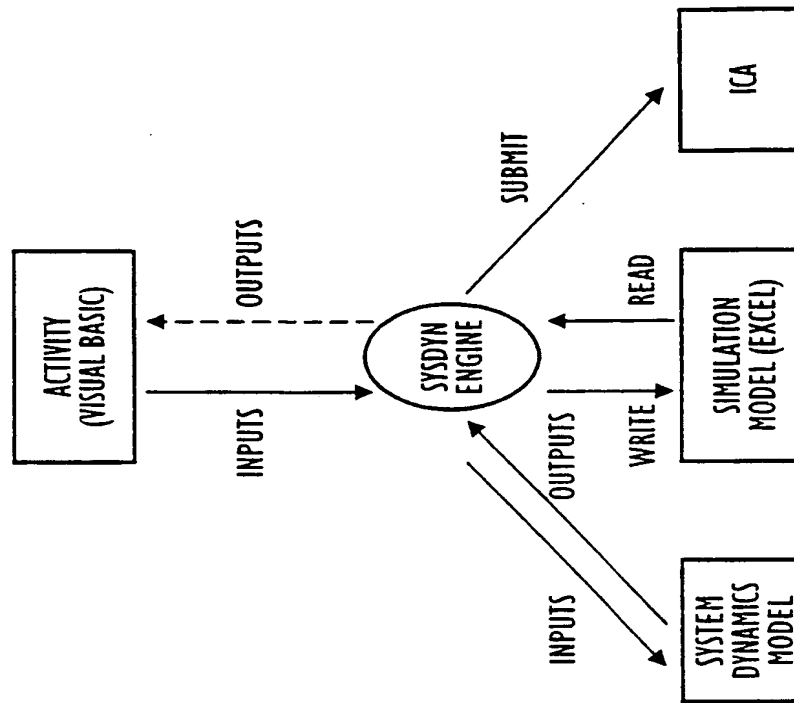 ACTIVITY
(VISUAL BASIC)
INPUTS
OUTPUTS
SYSDYN
ENGINE
SUBMIT
INPUTS
OUTPUTS
WRITE
READ
SYSTEM
DYNAMICS
MODEL
SIMULATION
MODEL (EXCEL)
ICA